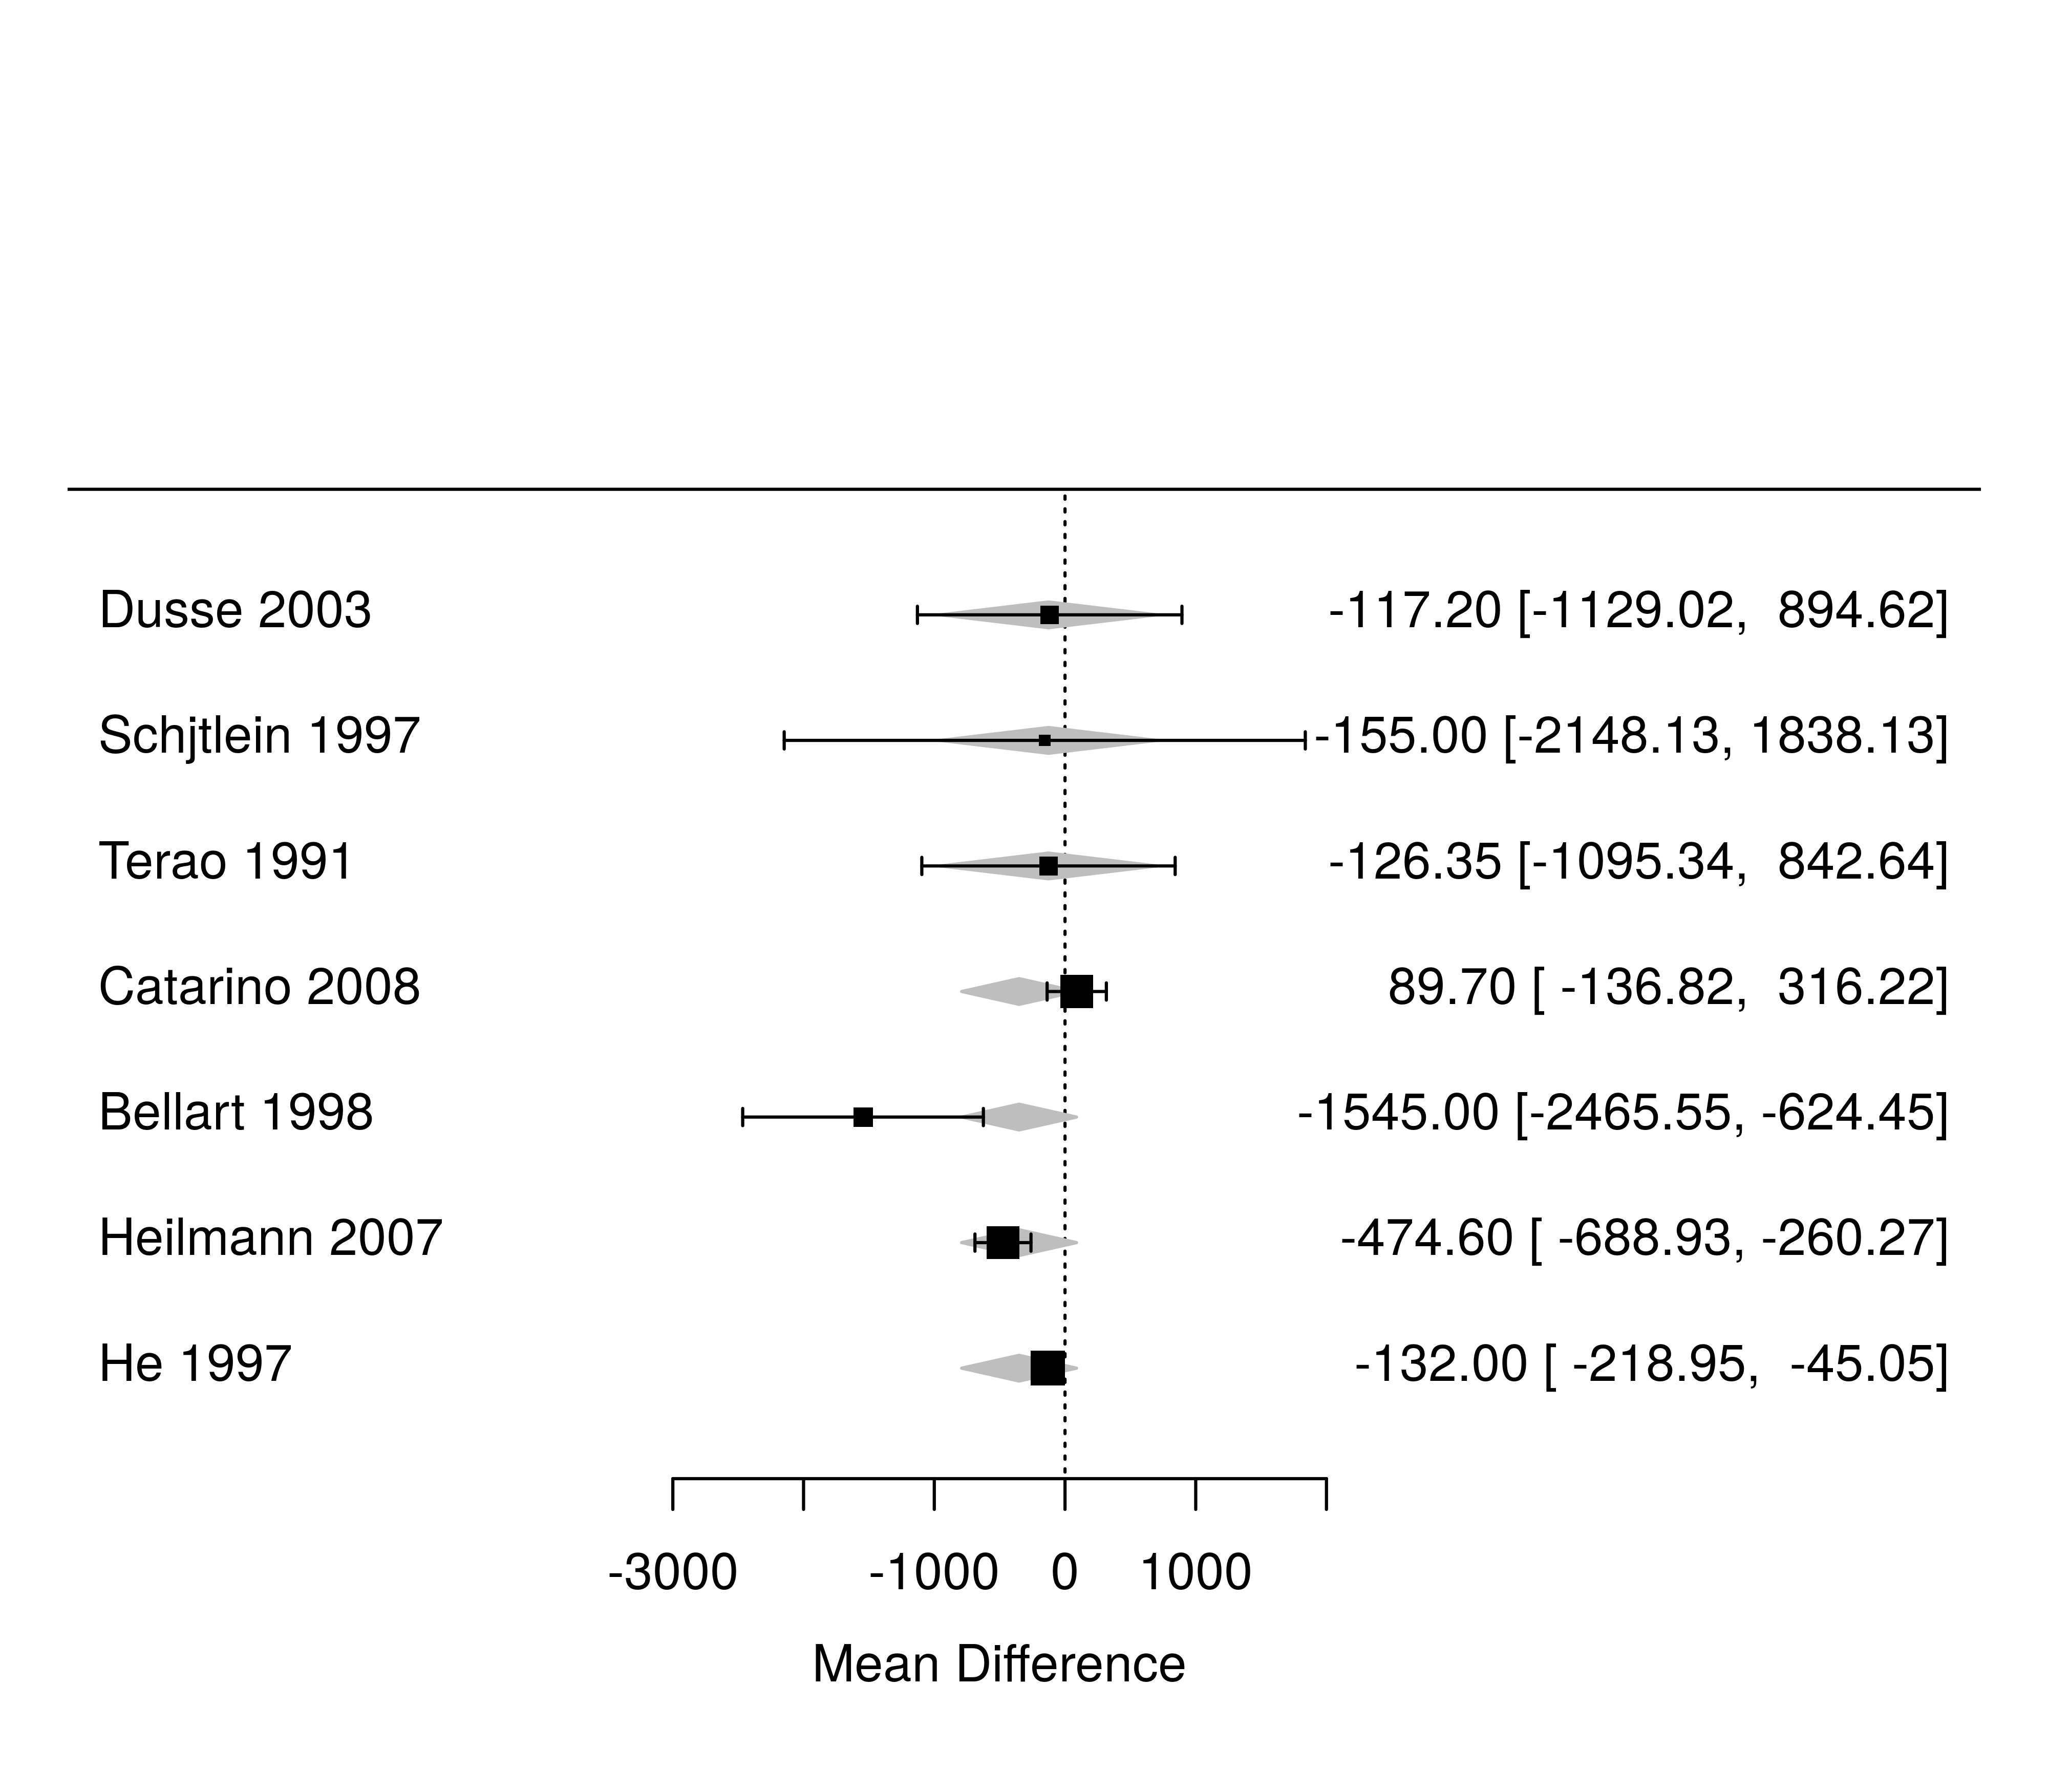 Dusse 2003 -117.20 [-1129.02, 894.62]
Schjtlein 1997 -155.00 [-2148.13, 1838.13]
Terao 1991 -126.35 [-1095.34, 842.64]
Catarino 2008 89.70 [ -136.82, 316.22]
Bellart 1998 -1545.00 [-2465.55, -624.45]
Heilmann 2007 -474.60 [ -688.93, -260.27]
He 1997 -132.00 [ -218.95, -45.05]
-3000 -1000 0 1000
Mean Difference